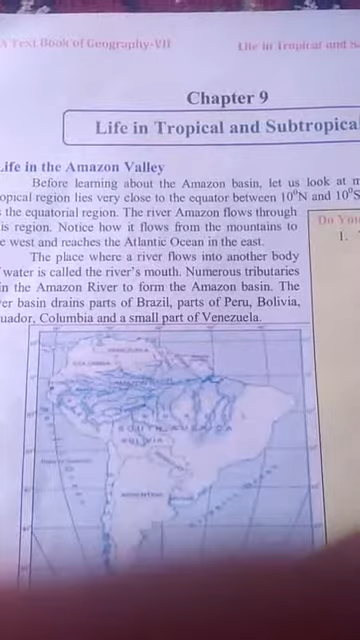 A Text Book of Geography-VII
Life in Tropical and S
Chapter 9
Life in Tropical and Subtropica
Life in the Amazon Valley
Before learning about the Amazon basin, let us look at m
opical region lies very close to the equator between 10⁰N and 10⁰S
the equatorial region. The river Amazon flows through
is region. Notice how it flows from the mountains to
e west and reaches the Atlantic Ocean in the east.
The place where a river flows into another body
water is called the river's mouth. Numerous tributaries
in the Amazon River to form the Amazon basin. The
er basin drains parts of Brazil, parts of Peru, Bolivia,
uador, Columbia and a small part of Venezuela.
Do You
1.
VENEZUELA
SOUTH AMERICA
BOLIVIA